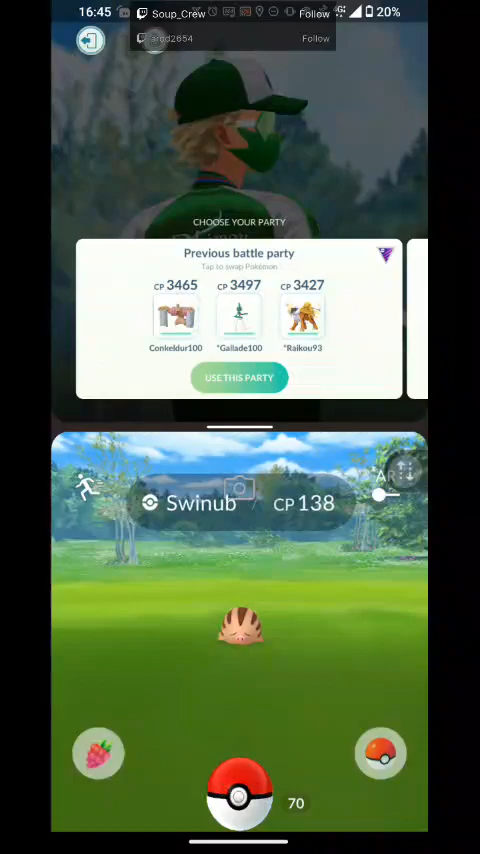 16:45
20%
Soup_Crew
Follow
Follow
CHOOSE YOUR PARTY
Previous battle party
Tap to swap Pokémon
CP 3465 CP 3497 CP 3427
Conkeldur100 *Gallade100 *Raikou93
USE THIS PARTY
Swinub / CP 138
AR
70